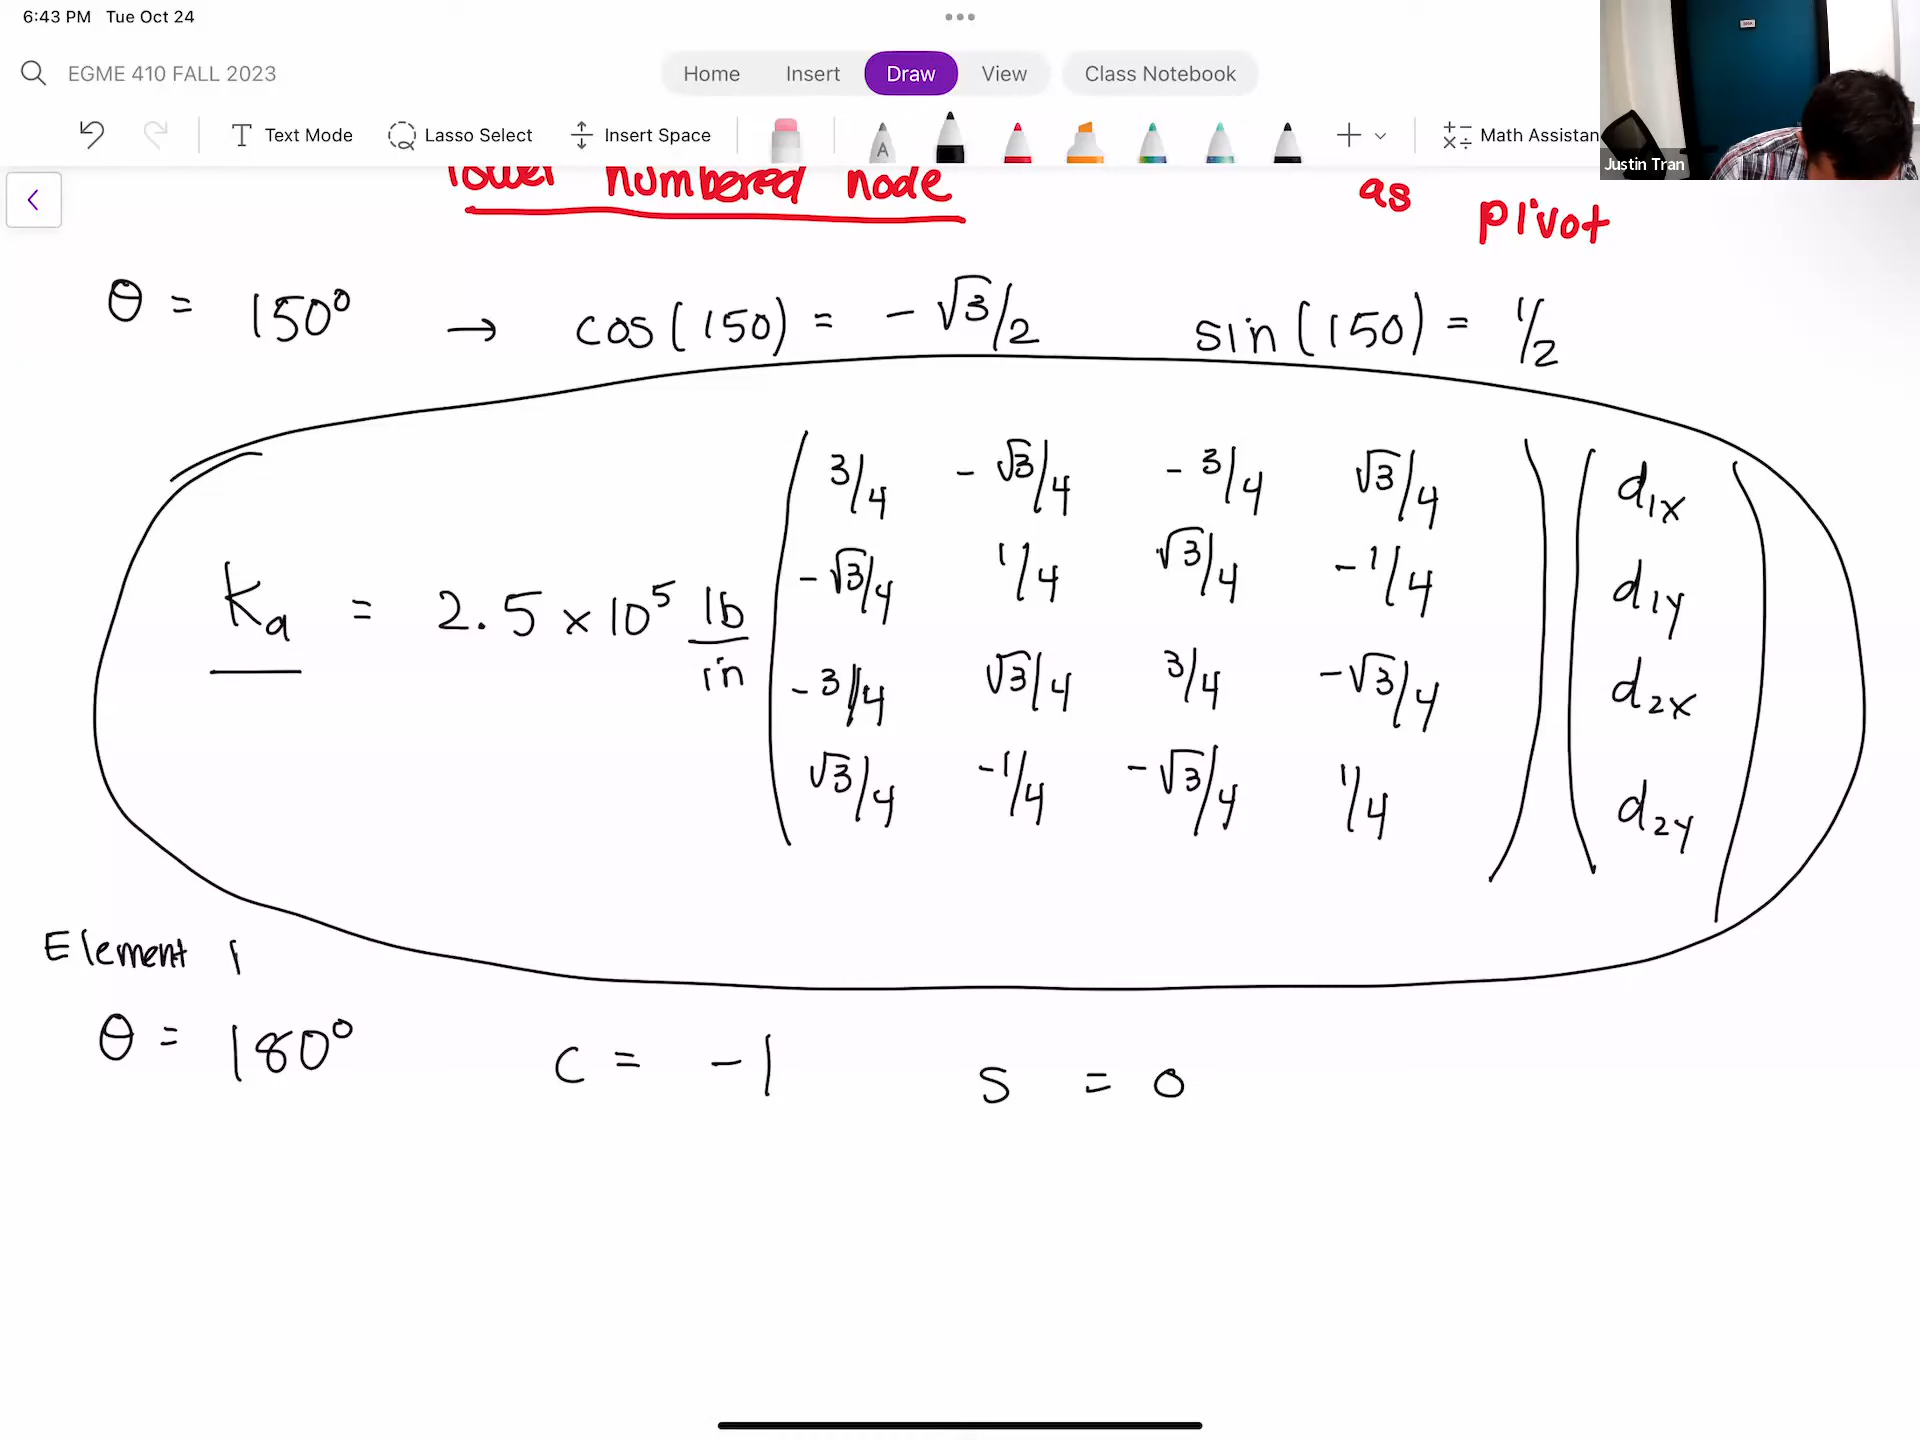 6:43 PM Tue Oct 24
EGME 410 FALL 2023
Home Insert Draw View Class Notebook
Text Mode Lasso Select Insert Space A Math Assistan
Justin Tran
lower numbered node as pivot
θ = 150° → cos(150) = -√3/2 sin(150) = 1/2
3/4 -√3/4 -3/4 √3/4 d1x
-√3/4 1/4 √3/4 -1/4 d1y
Ka = 2.5 × 10^5 lb/in
-3/4 √3/4 3/4 -√3/4 d2x
√3/4 -1/4 -√3/4 1/4 d2y
Element 1
θ = 180° c = -1 s = 0